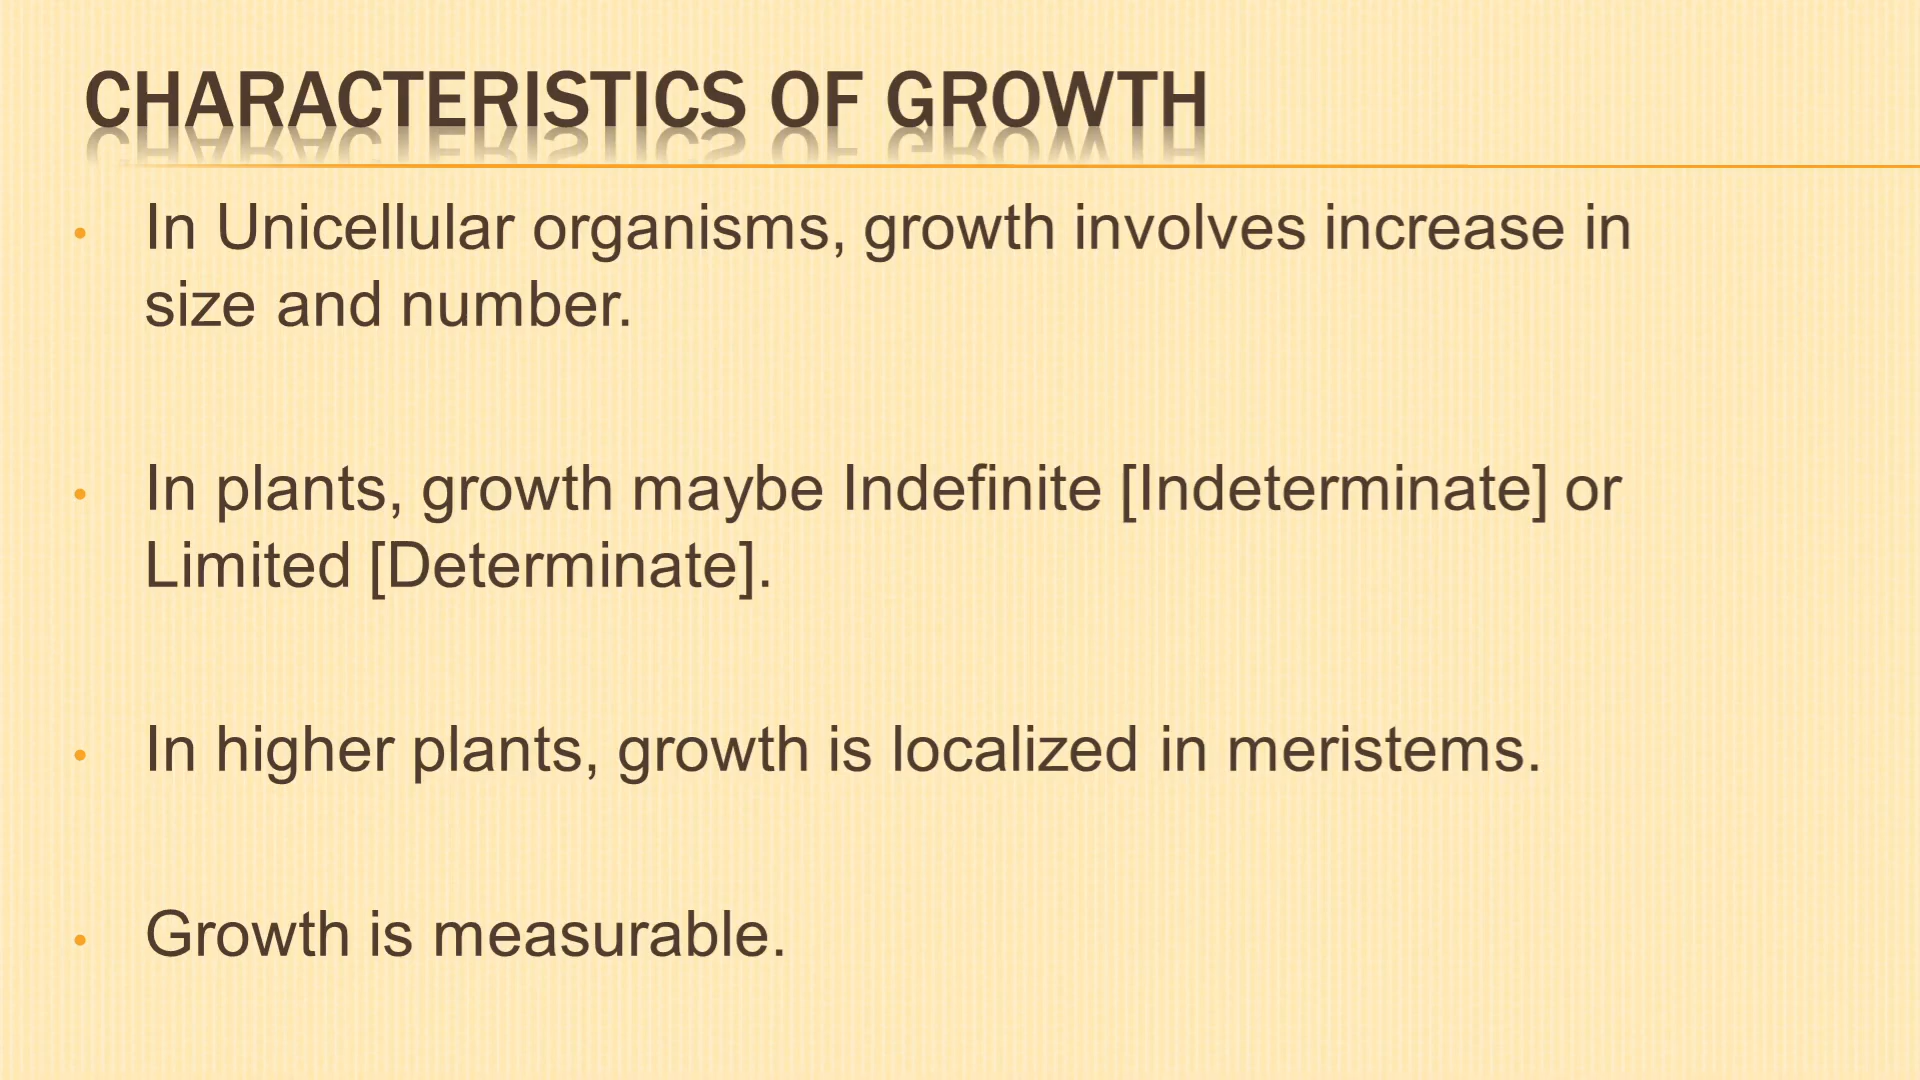 CHARACTERISTICS OF GROWTH
• In Unicellular organisms, growth involves increase in
size and number.
• In plants, growth maybe Indefinite [Indeterminate] or
Limited [Determinate].
• In higher plants, growth is localized in meristems.
• Growth is measurable.